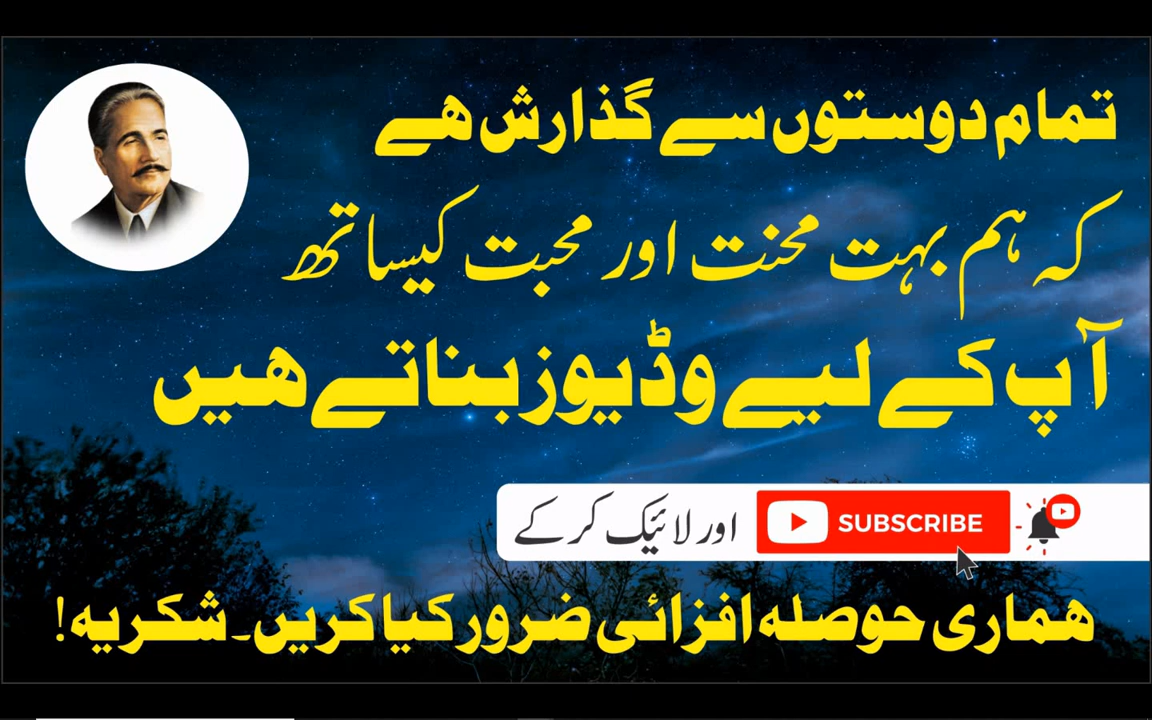 تمام دوستوں سے گذارش ھے
کہ ہم بہت محنت اور محبت کیساتھ
آپ کے لیے وڈیوز بناتے ھیں
SUBSCRIBE اور لائیک کر کے
ھماری حوصلہ افزائی ضرور کیا کریں۔ شکریہ!